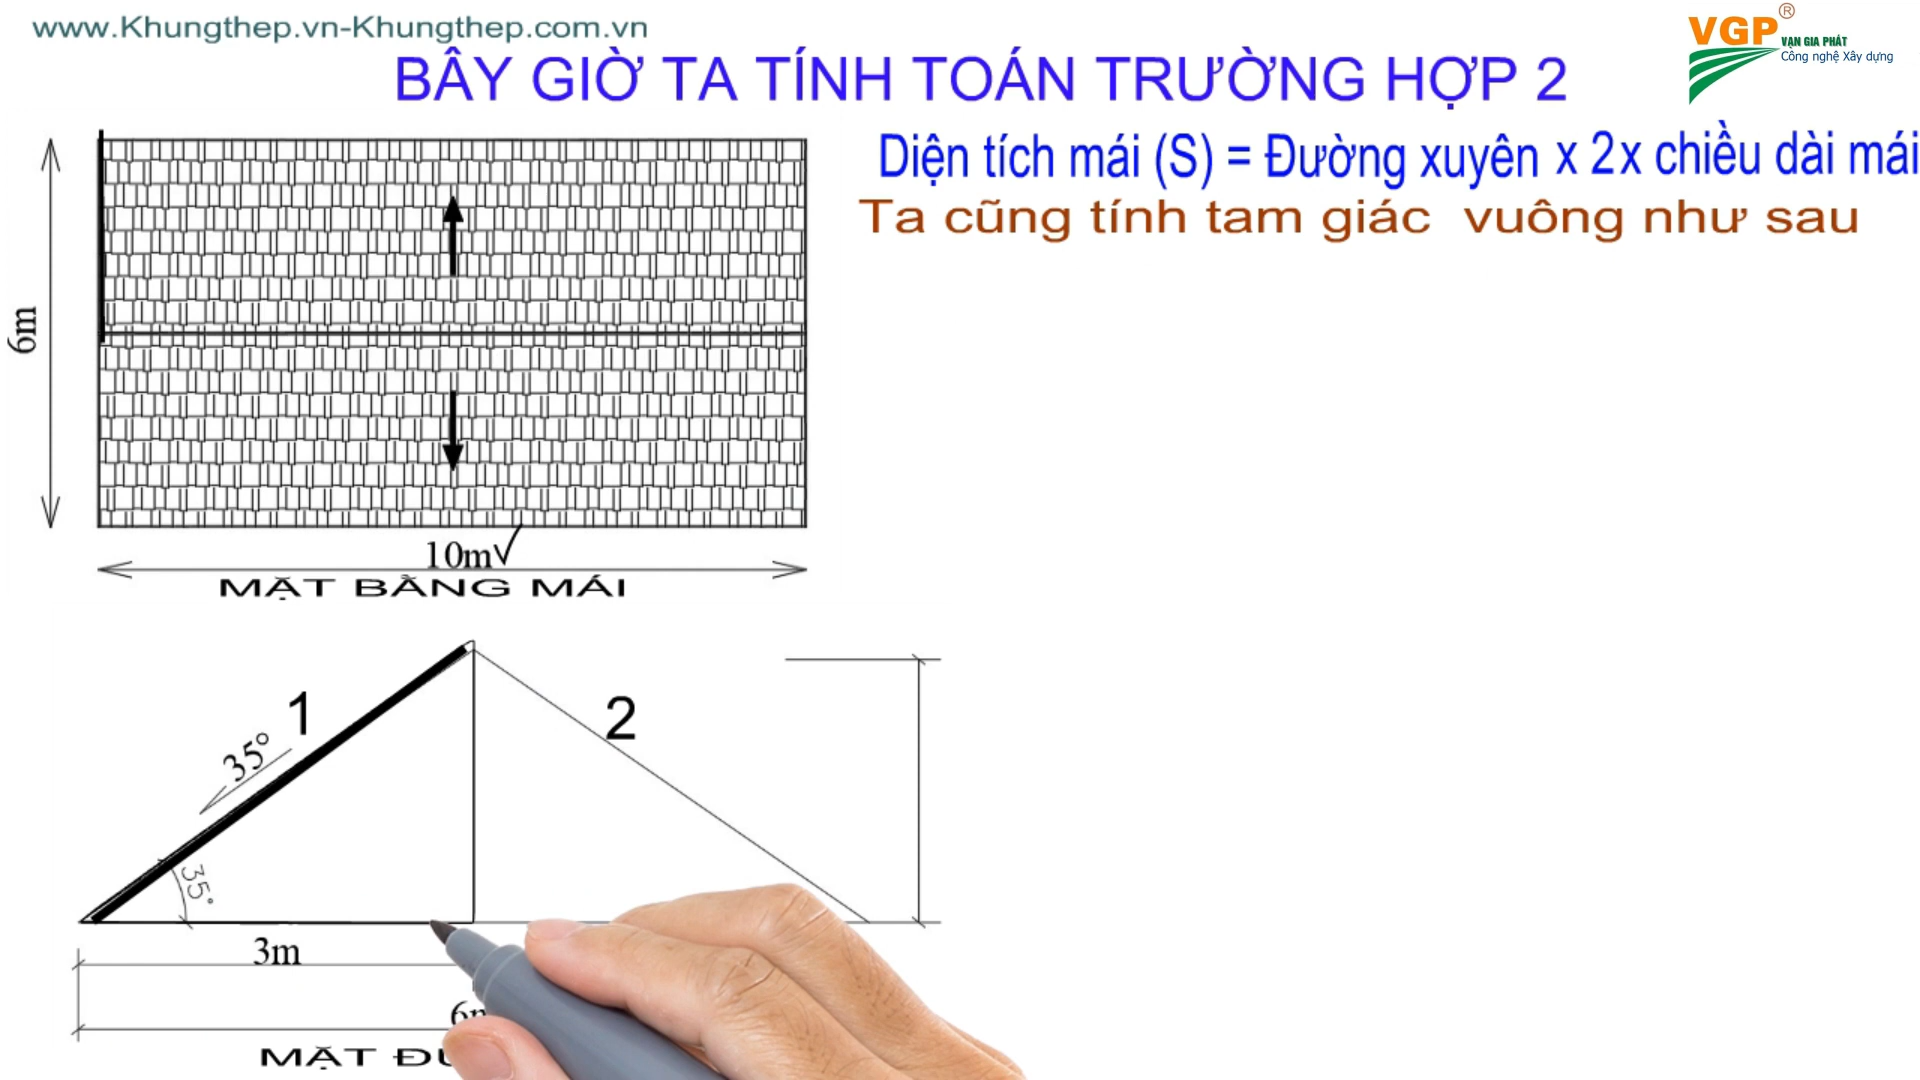 www.Khungthep.vn-Khungthep.com.vn
VGP®
VẠN GIA PHÁT
Công nghệ Xây dựng
BÂY GIỜ TA TÍNH TOÁN TRƯỜNG HỢP 2
Diện tích mái (S) = Đường xuyên x 2x chiều dài mái
Ta cũng tính tam giác vuông như sau
6m
10m
MẶT BẰNG MÁI
1
2
35°
35°
3m
MẶT